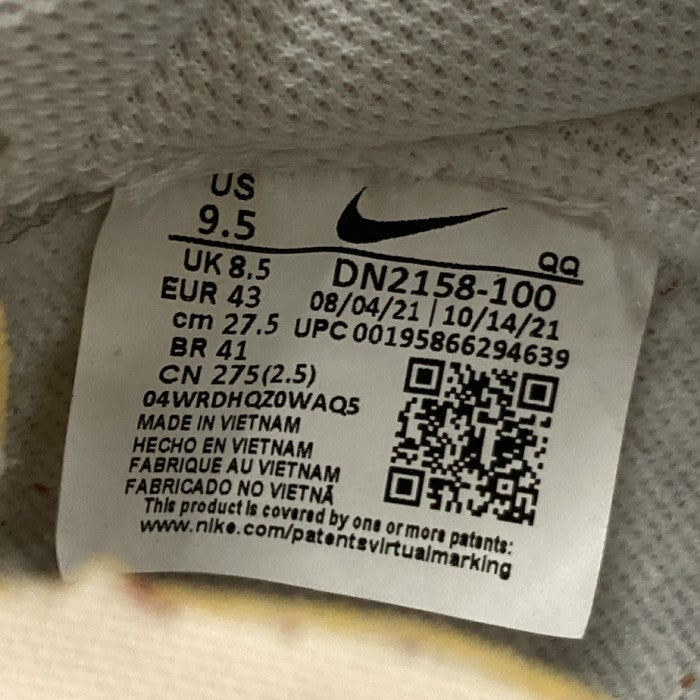 US
9.5
QQ
UK 8.5
DN2158-100
EUR 43
08/04/21 | 10/14/21
cm 27.5
UPC 00195866294639
BR 41
CN 275(2.5)
04WRDHQZ0WAQ5
MADE IN VIETNAM
HECHO EN VIETNAM
FABRIQUE AU VIETNAM
FABRICADO NO VIETNÃ
This product is covered by one or more patents:
www.nike.com/patentsvirtualmarking